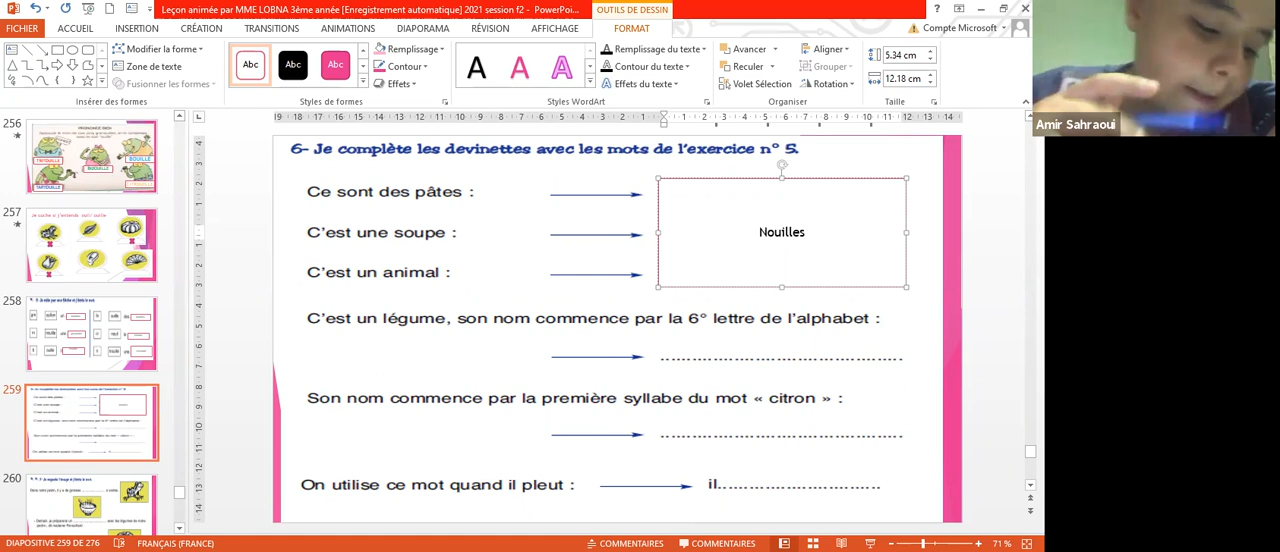 Leçon animée par MME LOBNA 3ème année [Enregistrement automatique] 2021 session f2 - PowerPoi...
OUTILS DE DESSIN
FICHIER ACCUEIL INSERTION CRÉATION TRANSITIONS ANIMATIONS DIAPORAMA RÉVISION AFFICHAGE FORMAT Compte Microsoft
Modifier la forme
Zone de texte
Fusionner les formes
Insérer des formes
Abc Abc Abc
Remplissage
Contour
Effets
Styles de formes
A A A
Remplissage du texte
Contour du texte
Effets du texte
Styles WordArt
Avancer
Reculer
Volet Sélection
Aligner
Grouper
Rotation
Organiser
5.34 cm
12.18 cm
Taille
Amir Sahraoui
256
PRONONCE BIEN
TRITOUILLE
BIDOUILLE
BOUILLE
TARTOUILLE
257
258
259
260
6- Je complète les devinettes avec les mots de l'exercice n° 5.
Ce sont des pâtes :
Nouilles
C'est une soupe :
C'est un animal :
C'est un légume, son nom commence par la 6° lettre de l'alphabet :
Son nom commence par la première syllabe du mot « citron » :
On utilise ce mot quand il pleut : il............................
DIAPOSITIVE 259 DE 276 FRANÇAIS (FRANCE) COMMENTAIRES COMMENTAIRES 71 %